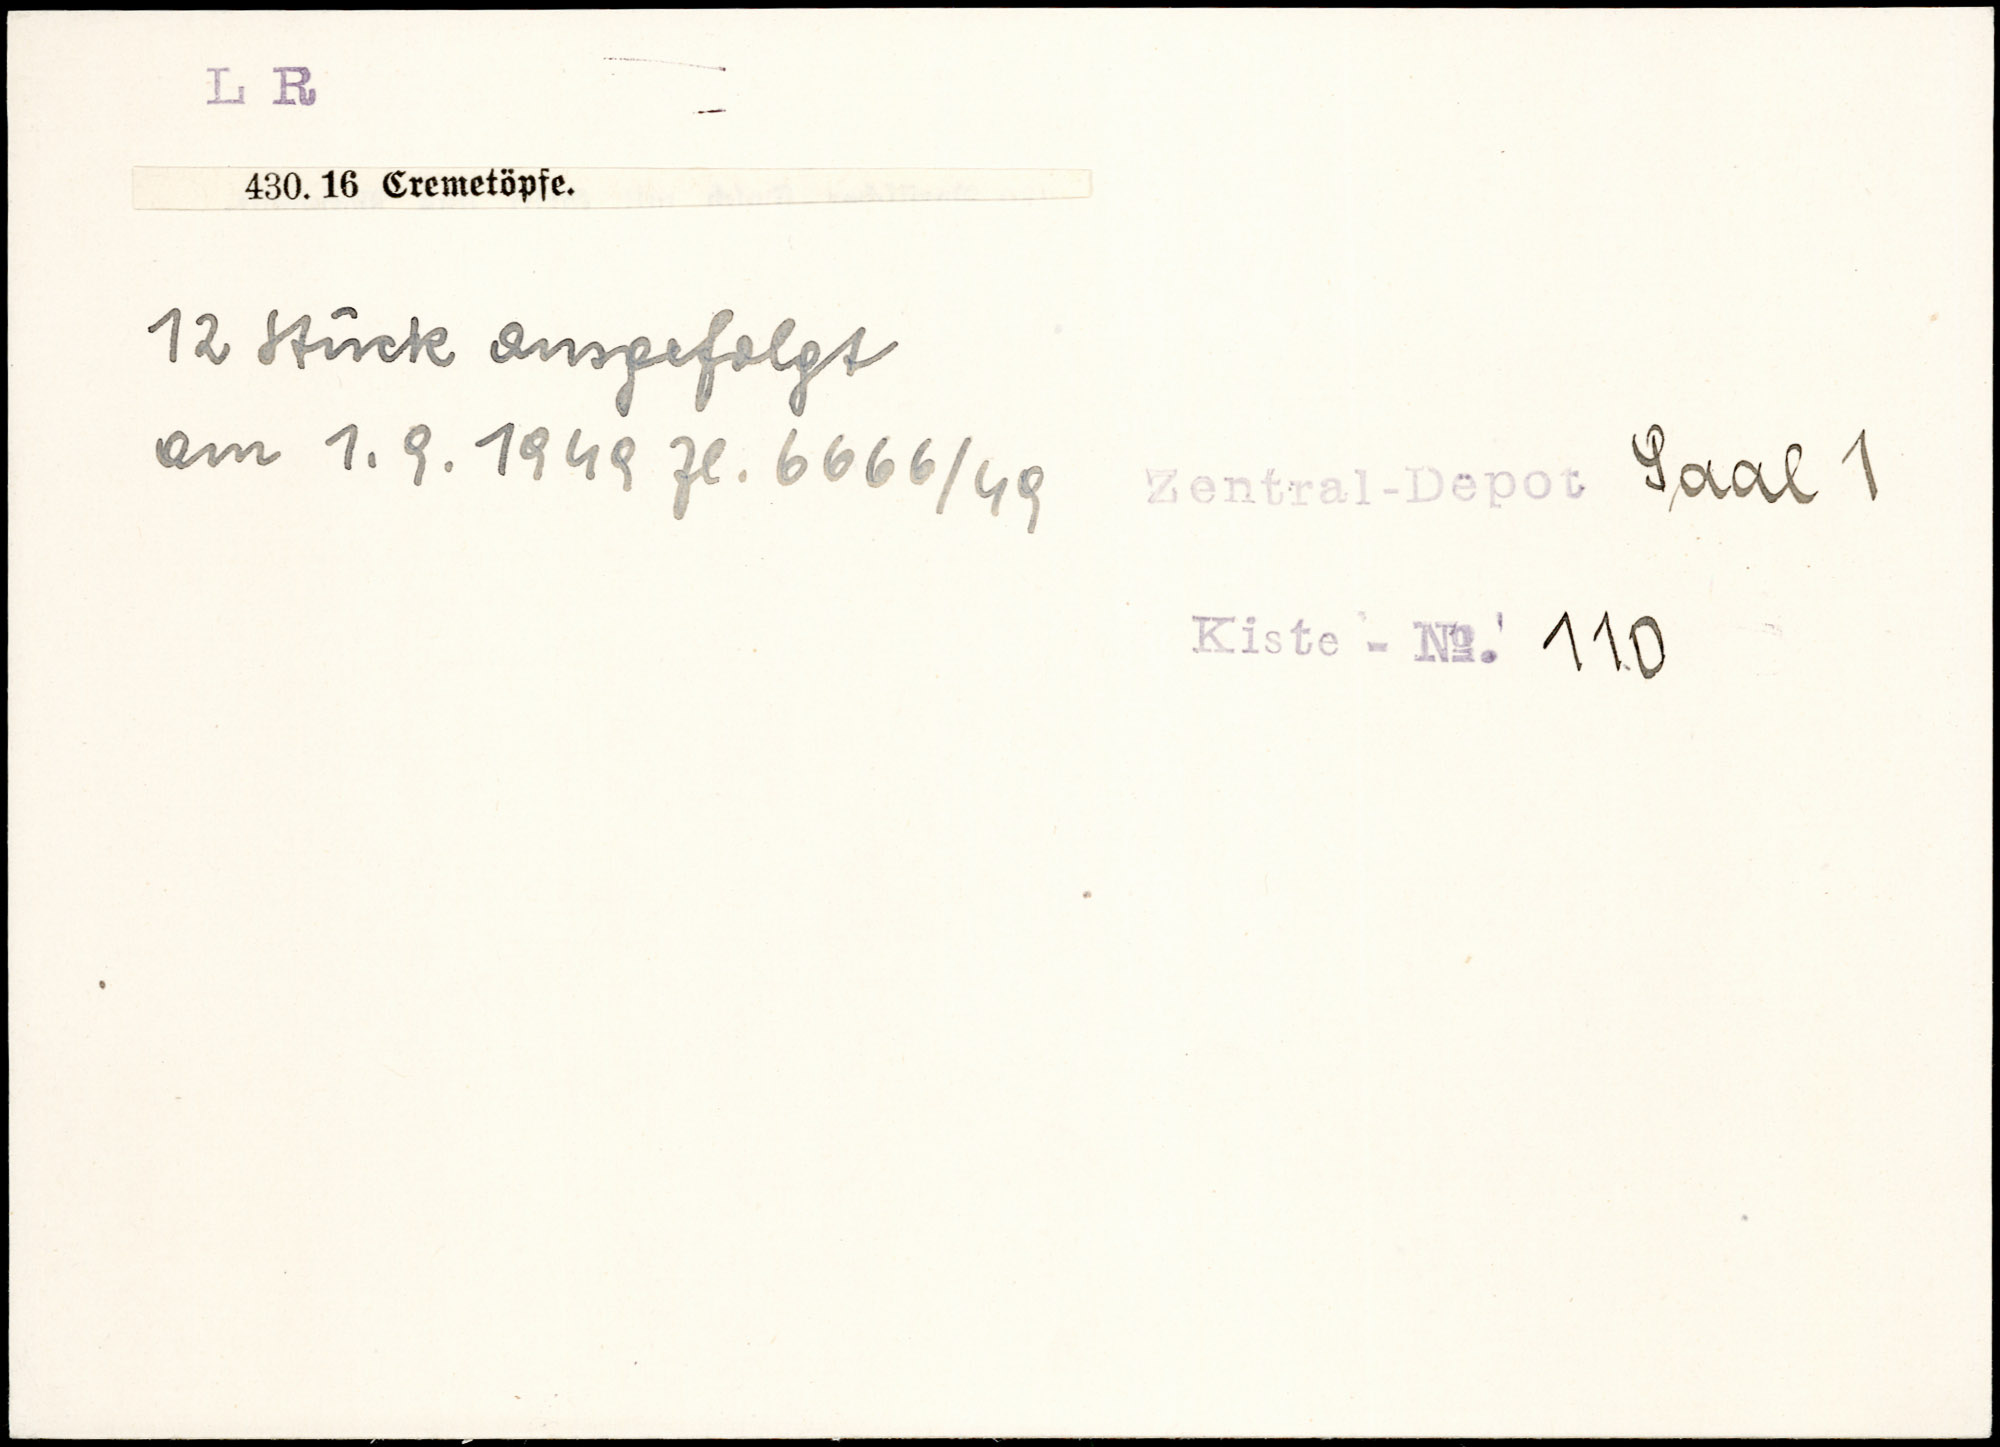 L R
430. 16 Cremetöpfe.
12 Stück ausgefolgt
am 1. 9. 1949 Zl. 6666/49
Zentral-Depot Saal 1
Kiste - №. 110